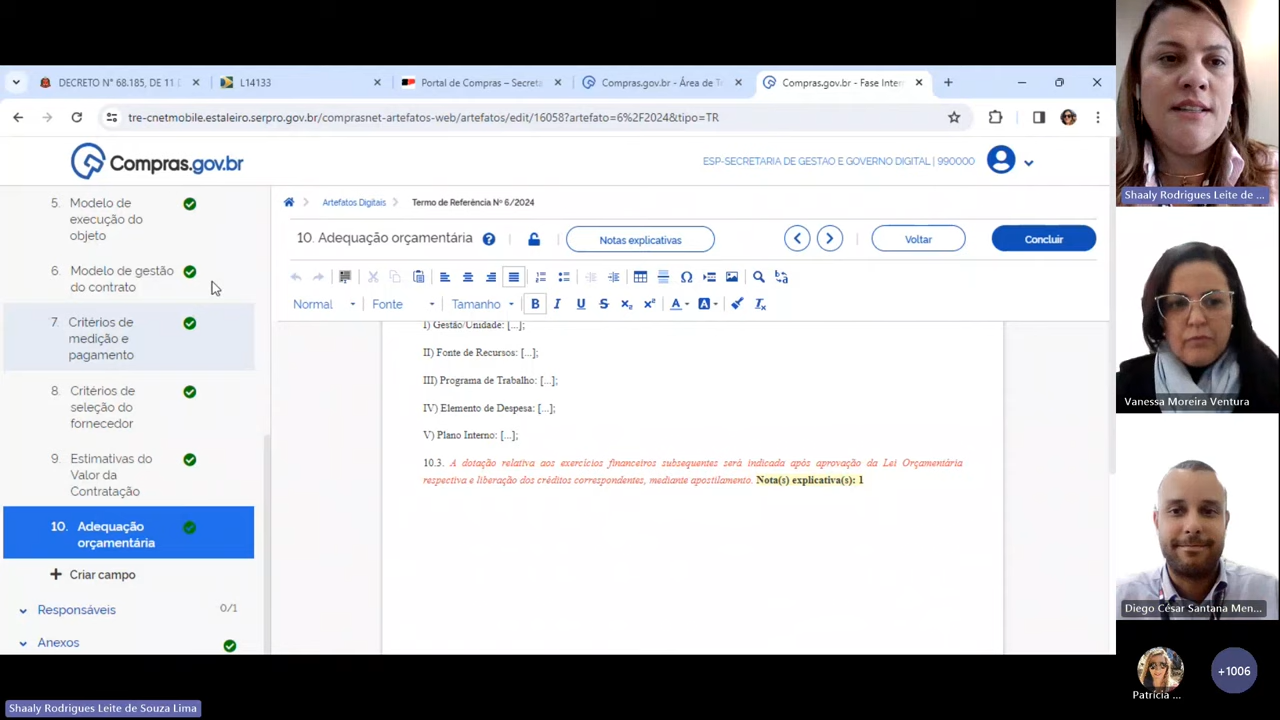 DECRETO N° 68.185, DE 11
L14133
Portal de Compras – Secreta
Compras.gov.br - Área de T
Compras.gov.br - Fase Inter
tre-cnetmobile.estaleiro.serpro.gov.br/comprasnet-artefatos-web/artefatos/edit/16058?artefato=6%2F2024&tipo=TR
Compras.gov.br
ESP-SECRETARIA DE GESTAO E GOVERNO DIGITAL | 990000
5. Modelo de
execução do
objeto
6. Modelo de gestão
do contrato
7. Critérios de
medição e
pagamento
8. Critérios de
seleção do
fornecedor
9. Estimativas do
Valor da
Contratação
10. Adequação
orçamentária
+ Criar campo
Responsáveis 0/1
Anexos
Artefatos Digitais
Termo de Referência Nº 6/2024
10. Adequação orçamentária
Notas explicativas
Voltar
Concluir
Normal
Fonte
Tamanho
I) Gestão/Unidade: [...];
II) Fonte de Recursos: [...];
III) Programa de Trabalho: [...];
IV) Elemento de Despesa: [...];
V) Plano Interno: [...];
10.3. A dotação relativa aos exercícios financeiros subsequentes será indicada após aprovação da Lei Orçamentária
respectiva e liberação dos créditos correspondentes, mediante apostilamento. Nota(s) explicativa(s): 1
Shaaly Rodrigues Leite de ...
Vanessa Moreira Ventura
Diego César Santana Men...
Patrícia ...
+1006
Shaaly Rodrigues Leite de Souza Lima